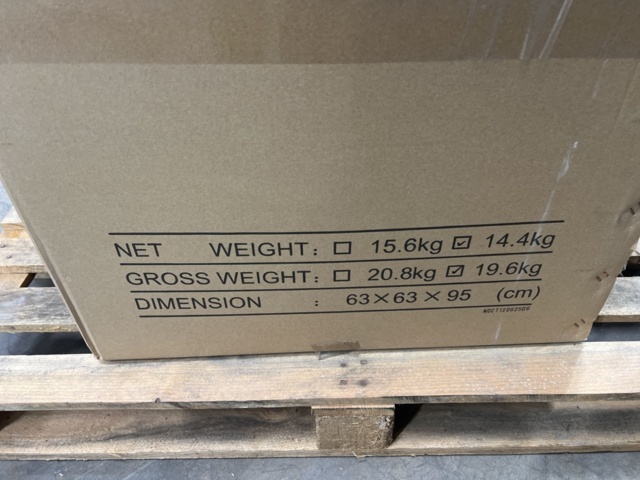 NET WEIGHT: ☐ 15.6kg ☑ 14.4kg
GROSS WEIGHT: ☐ 20.8kg ☑ 19.6kg
DIMENSION : 63×63×95 (cm)